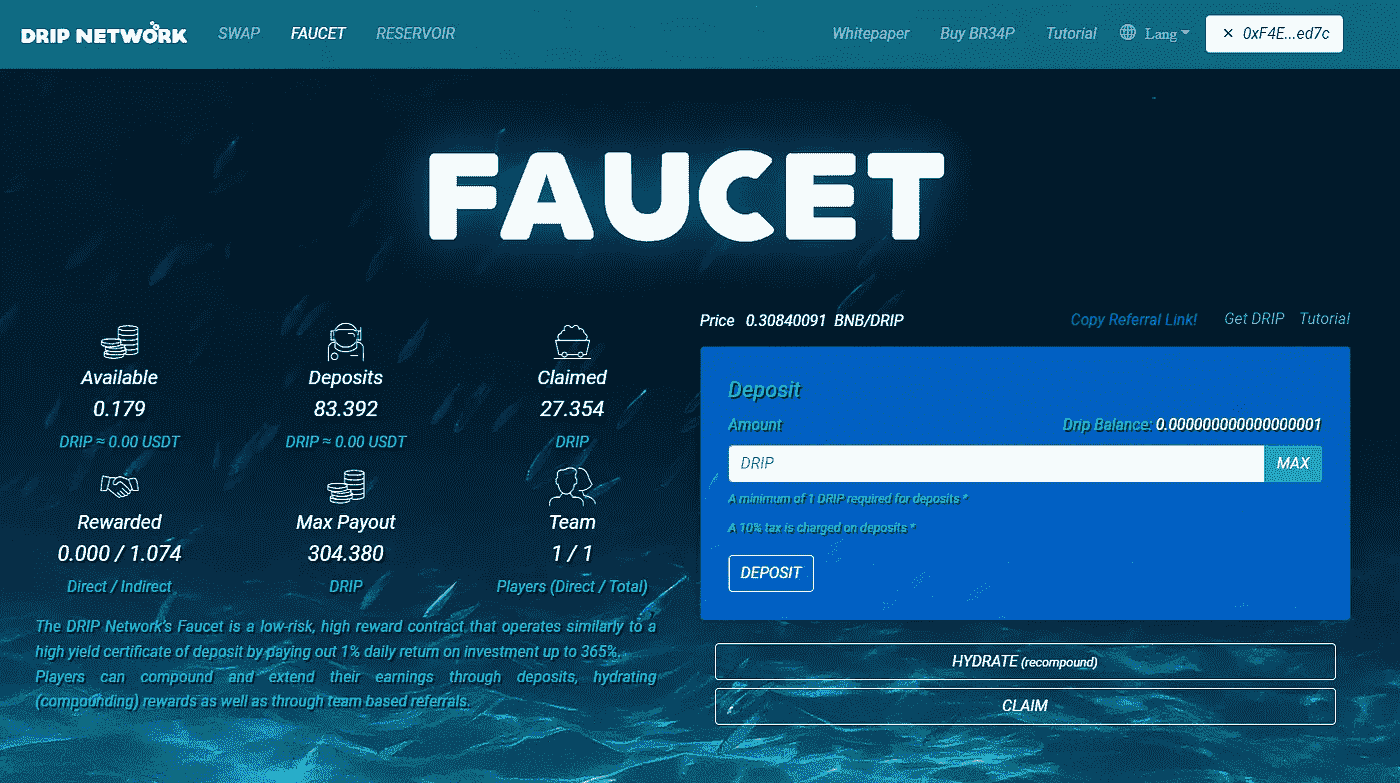 DRIP NETWORK SWAP FAUCET RESERVOIR Whitepaper Buy BR34P Tutorial Lang × 0xF4E...ed7c
FAUCET
Price 0.30840091 BNB/DRIP Copy Referral Link! Get DRIP Tutorial
Available Deposits Claimed
0.179 83.392 27.354
DRIP ≈ 0.00 USDT DRIP ≈ 0.00 USDT DRIP
Rewarded Max Payout Team
0.000 / 1.074 304.380 1 / 1
Direct / Indirect DRIP Players (Direct / Total)
The DRIP Network's Faucet is a low-risk, high reward contract that operates similarly to a
high yield certificate of deposit by paying out 1% daily return on investment up to 365%.
Players can compound and extend their earnings through deposits, hydrating
(compounding) rewards as well as through team based referrals.
Deposit
Amount Drip Balance: 0.000000000000000001
DRIP MAX
A minimum of 1 DRIP required for deposits *
A 10% tax is charged on deposits *
DEPOSIT
HYDRATE (recompound)
CLAIM